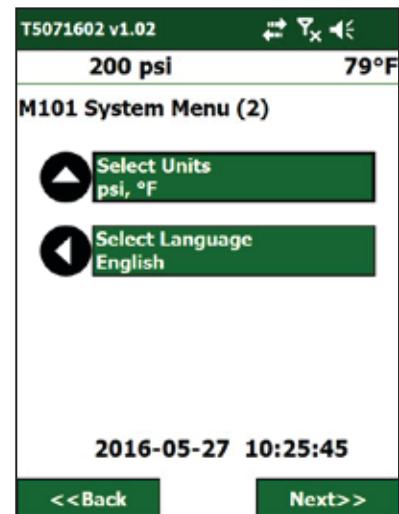 T5071602 v1.02
200 psi 79°F
M101 System Menu (2)
Select Units
psi, °F
Select Language
English
2016-05-27 10:25:45
<<Back Next>>